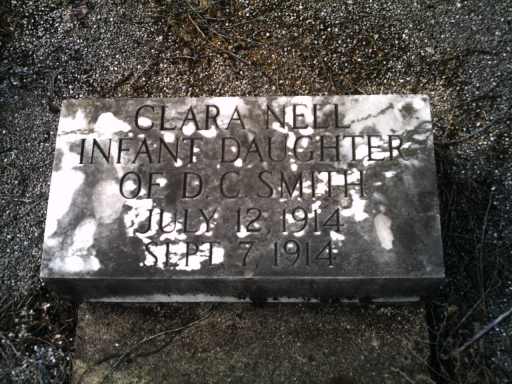 CLARA NELL
INFANT DAUGHTER
OF D. C. SMITH
JULY 12, 1914
SEPT 7, 1914